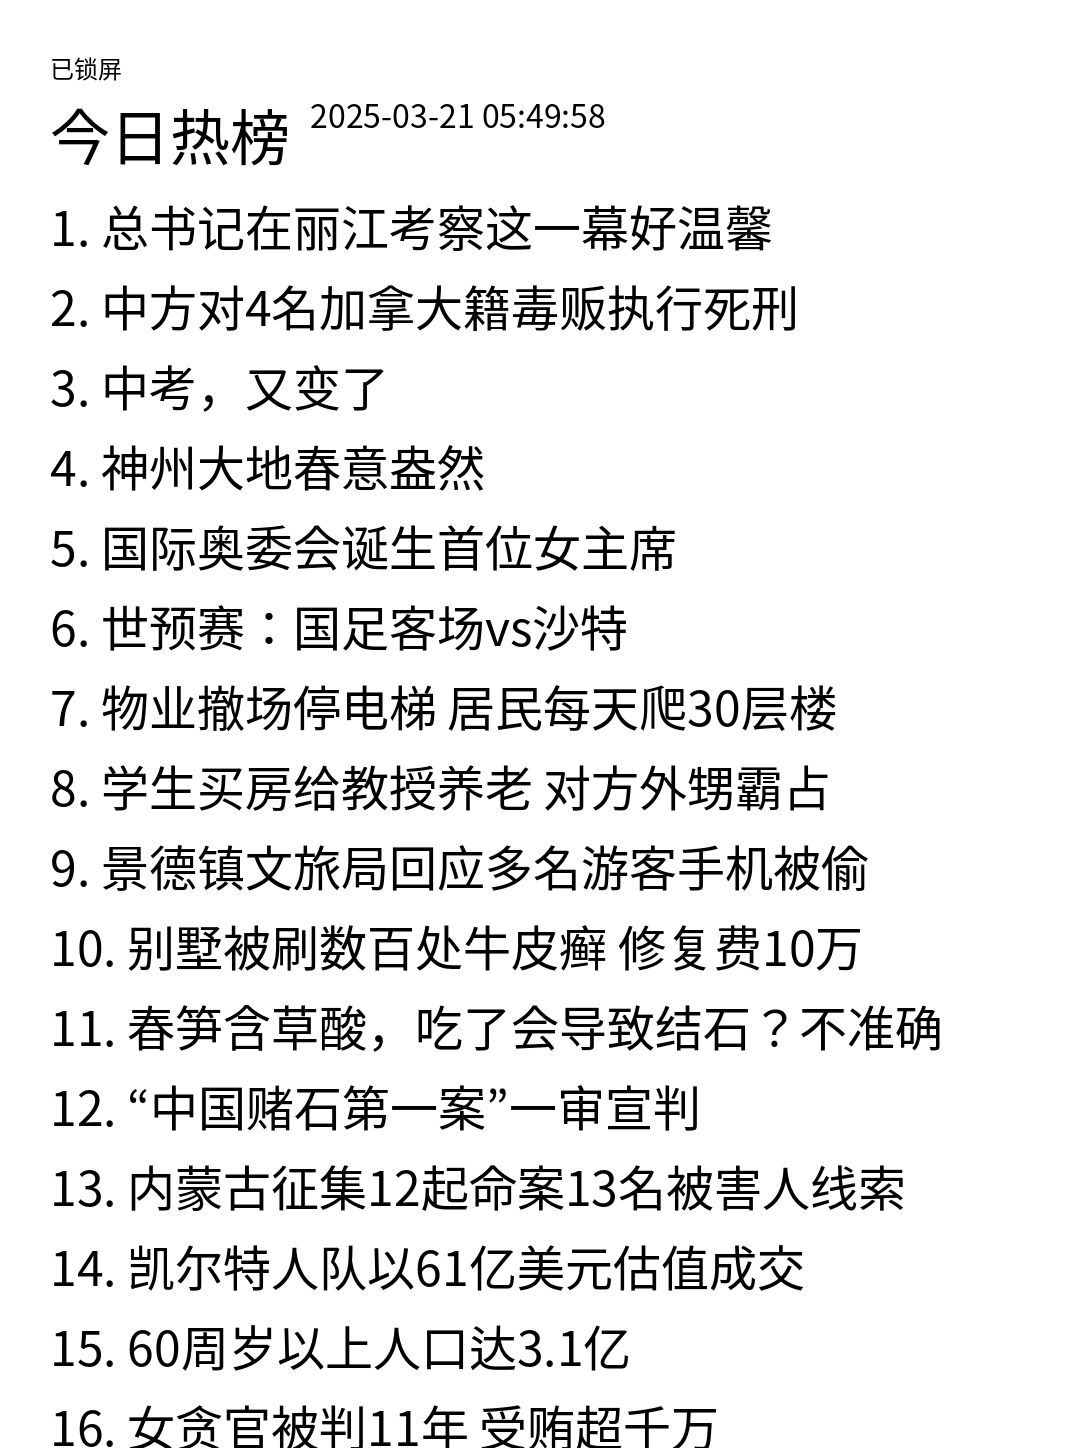 已锁屏
今日热榜 2025-03-21 05:49:58
1. 总书记在丽江考察这一幕好温馨
2. 中方对4名加拿大籍毒贩执行死刑
3. 中考，又变了
4. 神州大地春意盎然
5. 国际奥委会诞生首位女主席
6. 世预赛：国足客场vs沙特
7. 物业撤场停电梯 居民每天爬30层楼
8. 学生买房给教授养老 对方外甥霸占
9. 景德镇文旅局回应多名游客手机被偷
10. 别墅被刷数百处牛皮癣 修复费10万
11. 春笋含草酸，吃了会导致结石？不准确
12. “中国赌石第一案”一审宣判
13. 内蒙古征集12起命案13名被害人线索
14. 凯尔特人队以61亿美元估值成交
15. 60周岁以上人口达3.1亿
16. 女贪官被判11年 受贿超千万